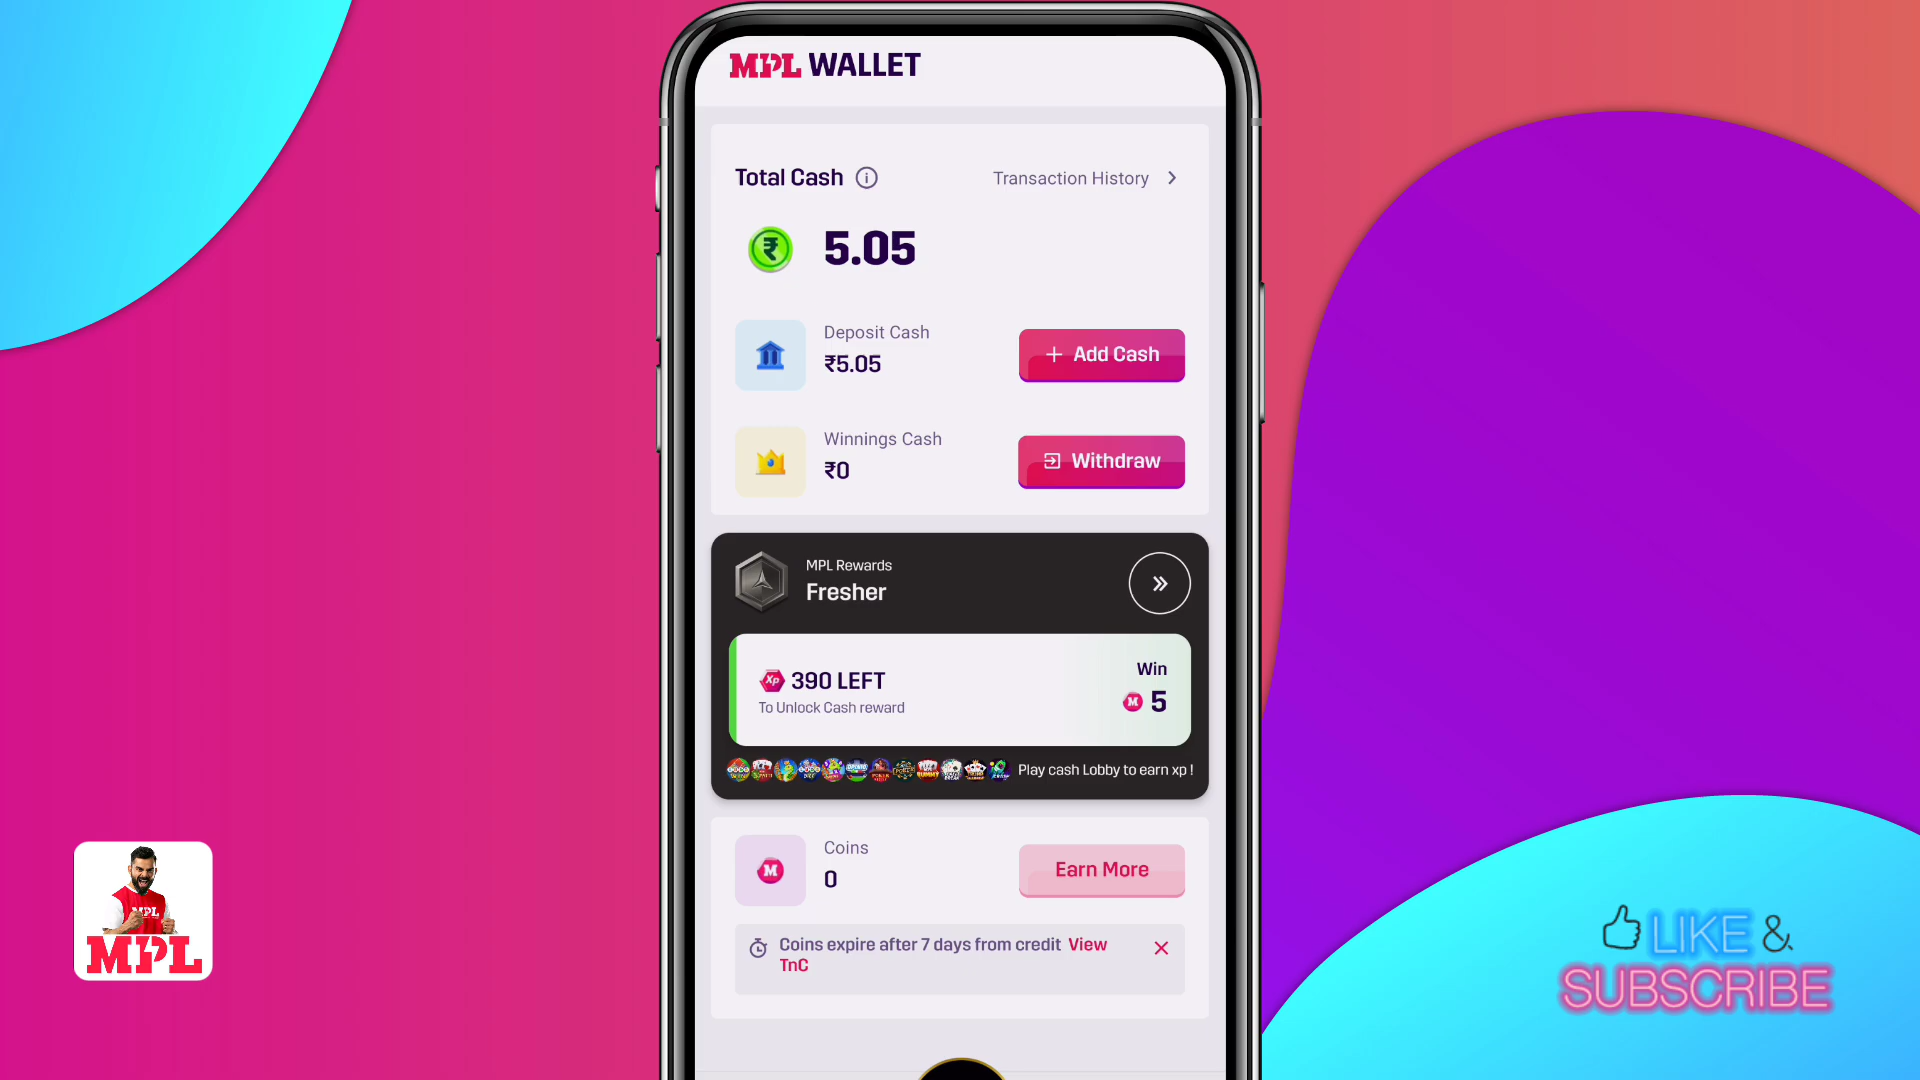 MPL WALLET
Total Cash
Transaction History
₹ 5.05
Deposit Cash
₹5.05
+ Add Cash
Winnings Cash
₹0
Withdraw
MPL Rewards
Fresher
Xp 390 LEFT
To Unlock Cash reward
Win
M 5
Play cash Lobby to earn xp !
Coins
M 0
Earn More
Coins expire after 7 days from credit View
TnC
MPL
MPL
LIKE &
SUBSCRIBE